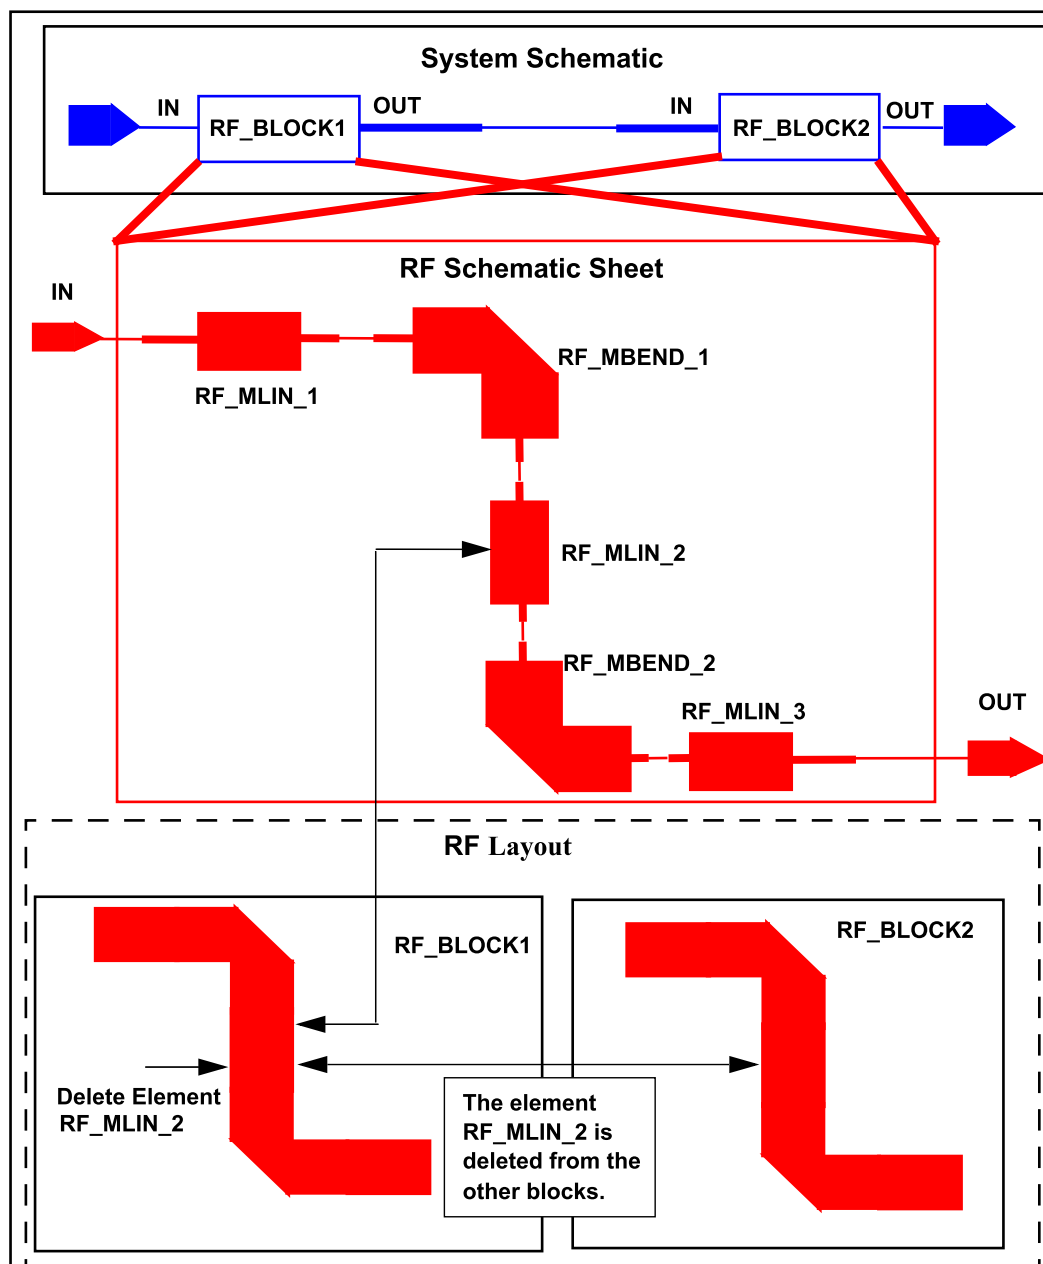 System Schematic
IN
RF_BLOCK1
OUT
IN
RF_BLOCK2
OUT
RF Schematic Sheet
IN
RF_MLIN_1
RF_MBEND_1
RF_MLIN_2
RF_MBEND_2
RF_MLIN_3
OUT
RF Layout
RF_BLOCK1
RF_BLOCK2
Delete Element
RF_MLIN_2
The element
RF_MLIN_2 is
deleted from the
other blocks.